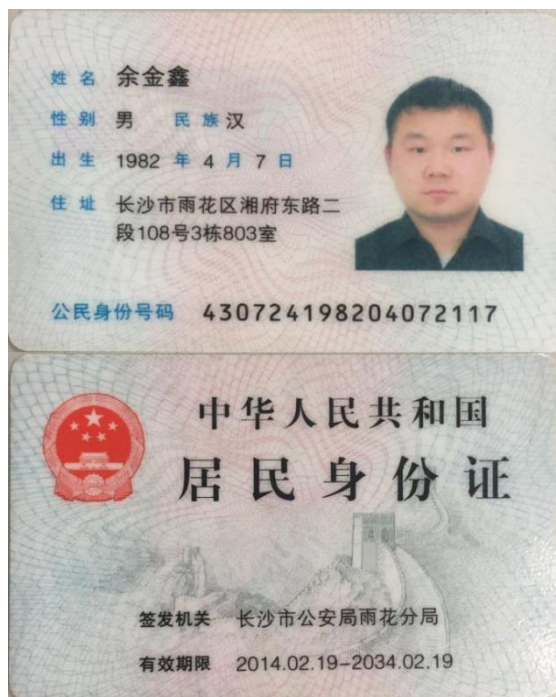 姓名 余金鑫
性别 男 民族 汉
出生 1982 年 4 月 7 日
住址 长沙市雨花区湘府东路二
段108号3栋803室
公民身份号码 430724198204072117
中华人民共和国
居民身份证
签发机关 长沙市公安局雨花分局
有效期限 2014.02.19-2034.02.19